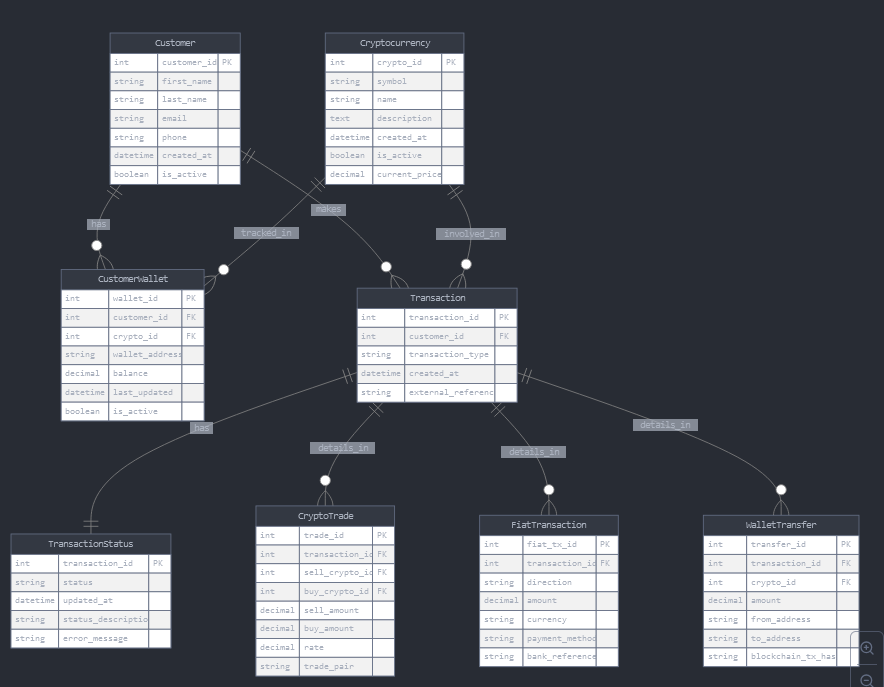 Customer
int customer_id PK
string first_name
string last_name
string email
string phone
datetime created_at
boolean is_active
Cryptocurrency
int crypto_id PK
string symbol
string name
text description
datetime created_at
boolean is_active
decimal current_price
has
tracked_in
makes
involved_in
CustomerWallet
int wallet_id PK
int customer_id FK
int crypto_id FK
string wallet_address
decimal balance
datetime last_updated
boolean is_active
Transaction
int transaction_id PK
int customer_id FK
string transaction_type
datetime created_at
string external_referenc
has
details_in
details_in
details_in
TransactionStatus
int transaction_id PK
string status
datetime updated_at
string status_descriptio
string error_message
CryptoTrade
int trade_id PK
int transaction_id FK
int sell_crypto_id FK
int buy_crypto_id FK
decimal sell_amount
decimal buy_amount
decimal rate
string trade_pair
FiatTransaction
int fiat_tx_id PK
int transaction_id FK
string direction
decimal amount
string currency
string payment_method
string bank_reference
WalletTransfer
int transfer_id PK
int transaction_id FK
int crypto_id FK
decimal amount
string from_address
string to_address
string blockchain_tx_has